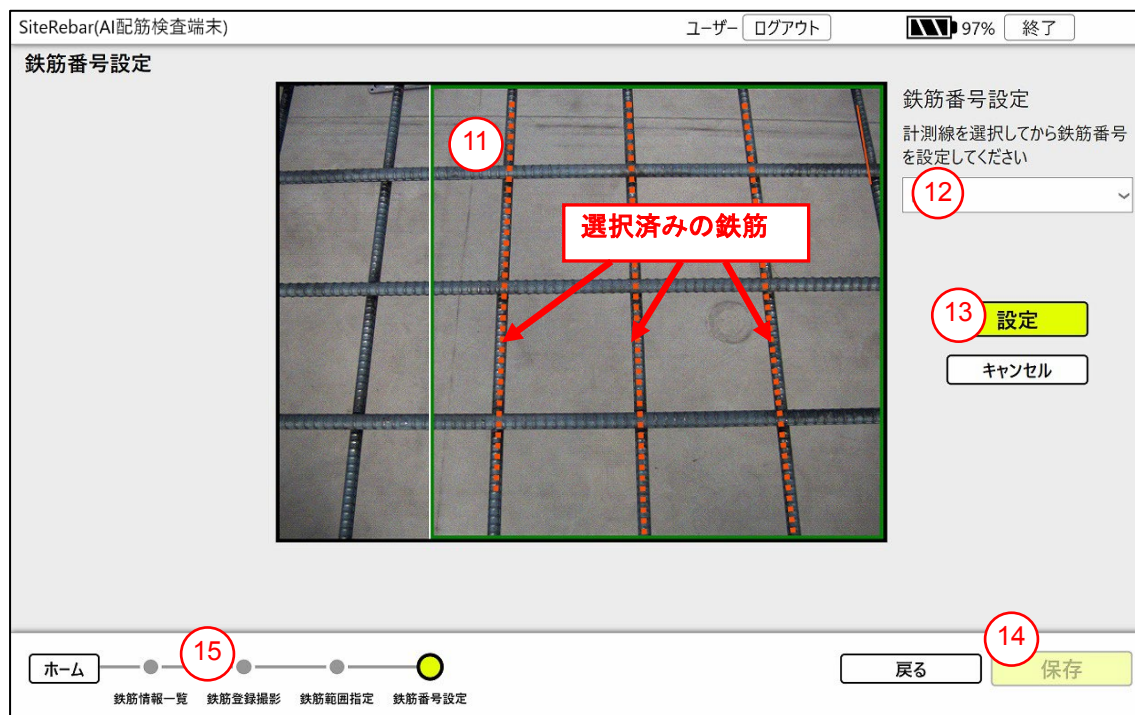 SiteRebar(AI配筋検査端末)
ユーザー ログアウト 97% 終了
鉄筋番号設定
鉄筋番号設定
計測線を選択してから鉄筋番号
を設定してください
11
12
選択済みの鉄筋
13 設定
キャンセル
14
15
ホーム
戻る
保存
鉄筋情報一覧 鉄筋登録撮影 鉄筋範囲指定 鉄筋番号設定